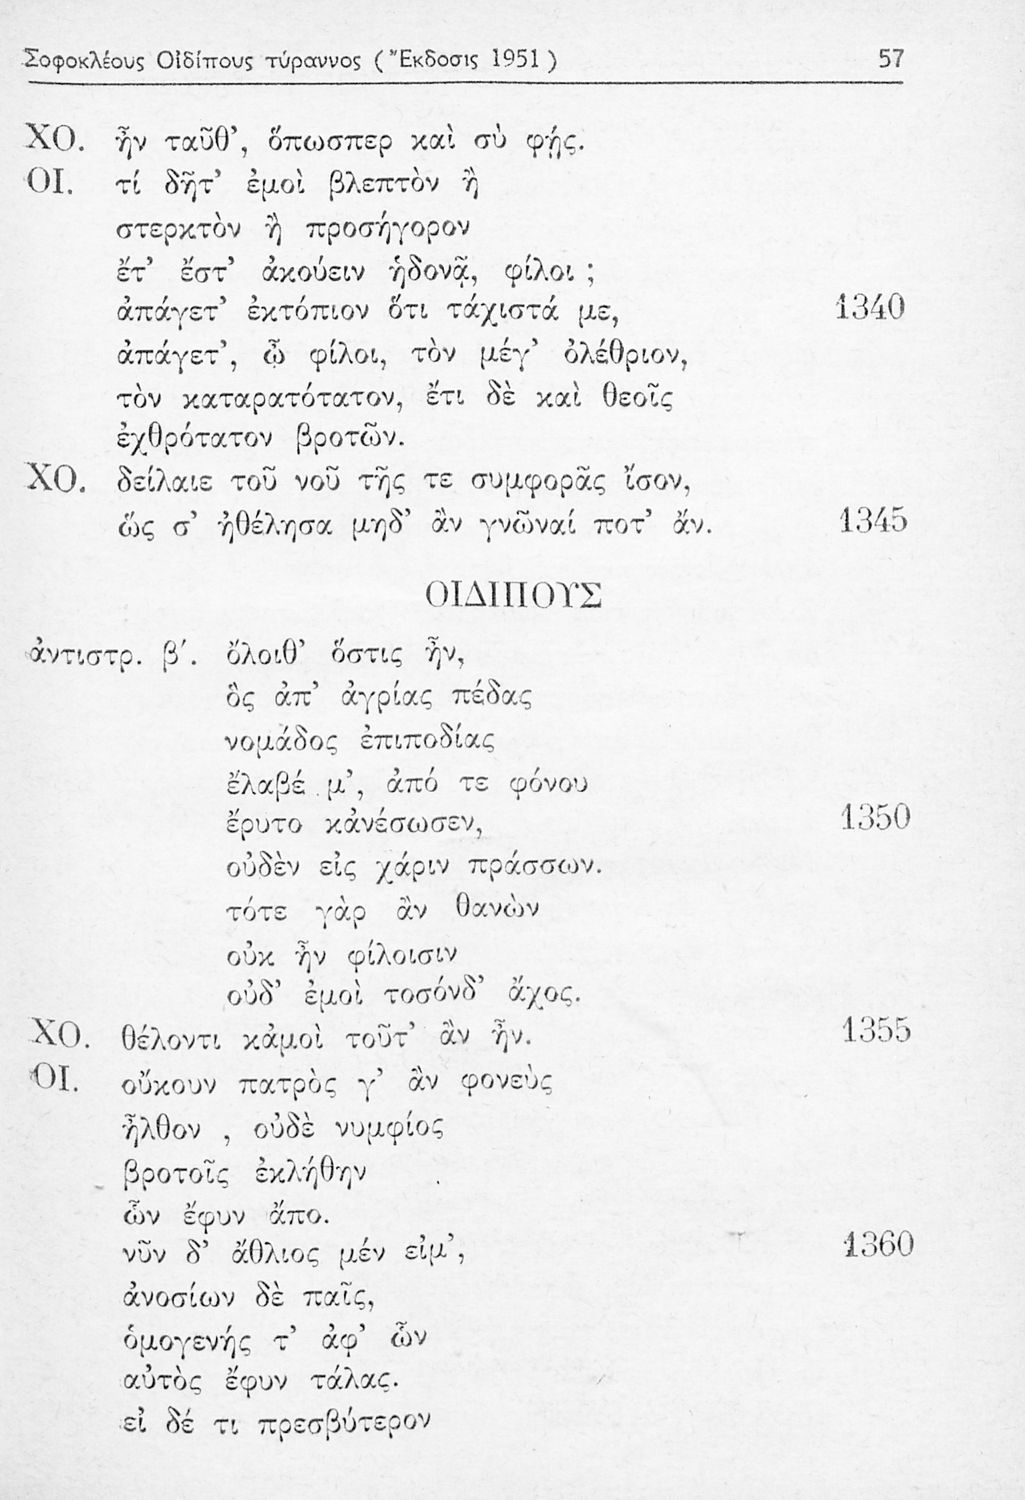 Σοφοκλέους Οἰδίπους τύραννος ( Ἔκδοσις 1951 ) 57
ΧΟ. ἦν ταῦθ’, ὅπωσπερ καὶ σὺ φῄς.
ΟΙ. τί δῆτ’ ἐμοὶ βλεπτὸν ἢ
στερκτὸν ἢ προσήγορον
ἔτ’ ἔστ’ ἀκούειν ἡδονᾷ, φίλοι ;
ἀπάγετ’ ἐκτόπιον ὅτι τάχιστά με, 1340
ἀπάγετ’, ὦ φίλοι, τὸν μέγ’ ὀλέθριον,
τὸν καταρατότατον, ἔτι δὲ καὶ θεοῖς
ἐχθρότατον βροτῶν.
ΧΟ. δείλαιε τοῦ νοῦ τῆς τε συμφορᾶς ἴσον,
ὥς σ’ ἠθέλησα μηδ’ ἂν γνῶναί ποτ’ ἄν. 1345
ΟΙΔΙΠΟΥΣ
ἀντιστρ. β΄. ὄλοιθ’ ὅστις ἦν,
ὃς ἀπ’ ἀγρίας πέδας
νομάδος ἐπιποδίας
ἔλαβέ μ’, ἀπό τε φόνου
ἔρυτο κἀνέσωσεν, 1350
οὐδὲν εἰς χάριν πράσσων.
τότε γὰρ ἂν θανὼν
οὐκ ἦν φίλοισιν
οὐδ’ ἐμοὶ τοσόνδ’ ἄχος.
ΧΟ. θέλοντι κἀμοὶ τοῦτ’ ἂν ἦν. 1355
ΟΙ. οὔκουν πατρὸς γ’ ἂν φονεὺς
ἦλθον , οὐδὲ νυμφίος
βροτοῖς ἐκλήθην
ὧν ἔφυν ἄπο.
νῦν δ’ ἄθλιος μέν εἰμ’, 1360
ἀνοσίων δὲ παῖς,
ὁμογενής τ’ ἀφ’ ὧν
αὐτὸς ἔφυν τάλας.
εἰ δέ τι πρεσβύτερον